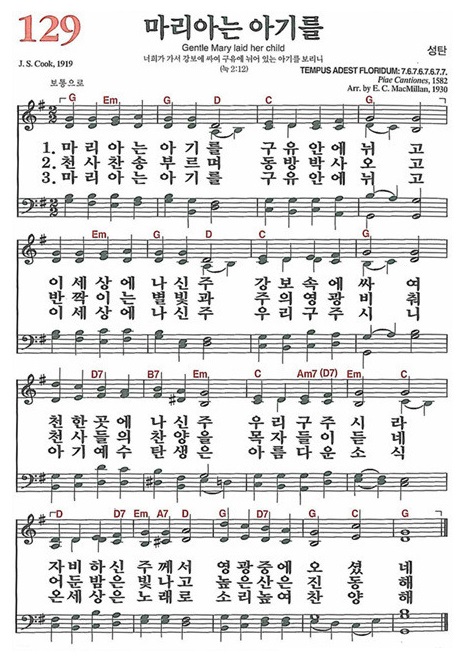 129
마리아는 아기를
Gentle Mary laid her child
너희가 가서 강보에 싸여 구유에 뉘어 있는 아기를 보리니
(눅 2:12)
성탄
J. S. Cook, 1919
TEMPUS ADEST FLORIDUM: 7.6.7.6.7.6.7.7.
Piae Cantiones, 1582
Arr. by E. C. MacMillan, 1930
보통으로
G Em, G, D C G,
1. 마 리 아 는 아 기 를 구 유 안 에 뉘 고
2. 천 사 찬 송 부 르 며 동 방 박 사 오 고
3. 마 리 아 는 아 기 를 구 유 안 에 뉘 고
Em, G, D C G,
이 세 상 에 나 신 주 강 보 속 에 싸 여
반 짝 이 는 별 빛 과 주 의 영 광 비 춰
이 세 상 에 나 신 주 우 리 구 주 시 니
D7 B7 Em, C Am7 (D7) Em, C,
천 한 곳 에 나 신 주 우 리 구 주 시 라
천 사 들 의 찬 양 을 목 자 들 이 듣 네
아 기 예 수 탄 생 은 아 름 다 운 소 식
D G Em, A7, D G D C G
자 비 하 신 주 께 서 영 광 중 에 오 셨 네
어 둔 밤 은 빛 나 고 높 은 산 은 진 동 해
온 세 상 은 노 래 로 소 리 높 여 찬 양 해